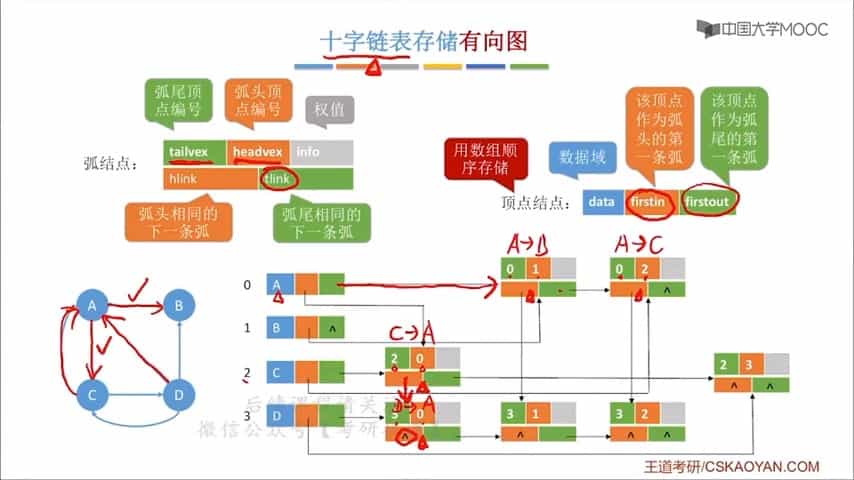 十字链表存储有向图
中国大学MOOC
弧尾顶点编号
弧头顶点编号
权值
该顶点作为弧头的第一条弧
该顶点作为弧尾的第一条弧
用数组顺序存储
数据域
弧结点：
tailvex headvex info
hlink tlink
顶点结点：
data firstin firstout
弧头相同的下一条弧
弧尾相同的下一条弧
A→B
A→C
0 A
0 1
0 2
^
1 B ^
C→A
2 C
2 0
2 3
^ ^
3 D
D→A
3 0
3 1
3 2
^
^
^ ^
A B
C D
后续课程请关
微信公众号【考研
王道考研/CSKAOYAN.COM